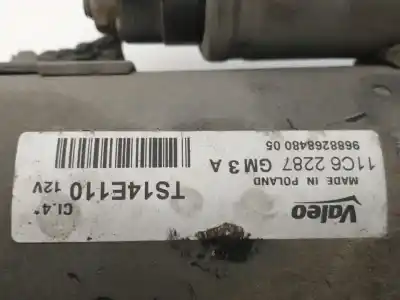 Valeo
MADE IN POLAND
11C6 2287 GM 3 A
9688268480 05
TS14E110 12V
Cl.4*